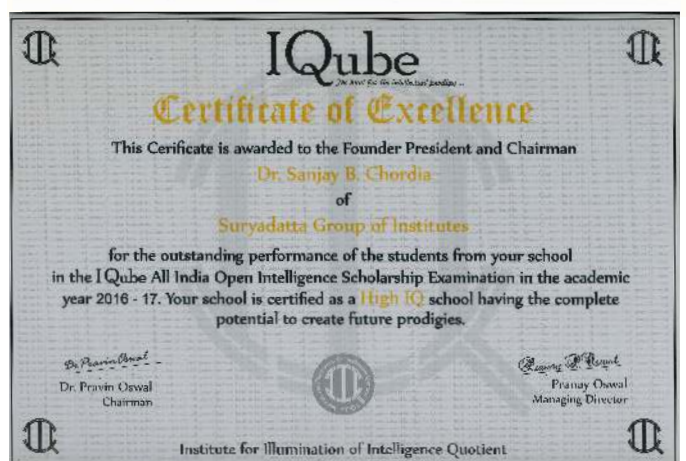 IQube
Certificate of Excellence
This Cerificate is awarded to the Founder President and Chairman
Dr. Sanjay B. Chordia
of
Suryadatta Group of Institutes
for the outstanding performance of the students from your school
in the I Qube All India Open Intelligence Scholarship Examination in the academic
year 2016 - 17. Your school is certified as a High IQ school having the complete
potential to create future prodigies.
Dr. Pravin Oswal
Chairman
Pranay Oswal
Managing Director
Institute for Illumination of Intelligence Quotient